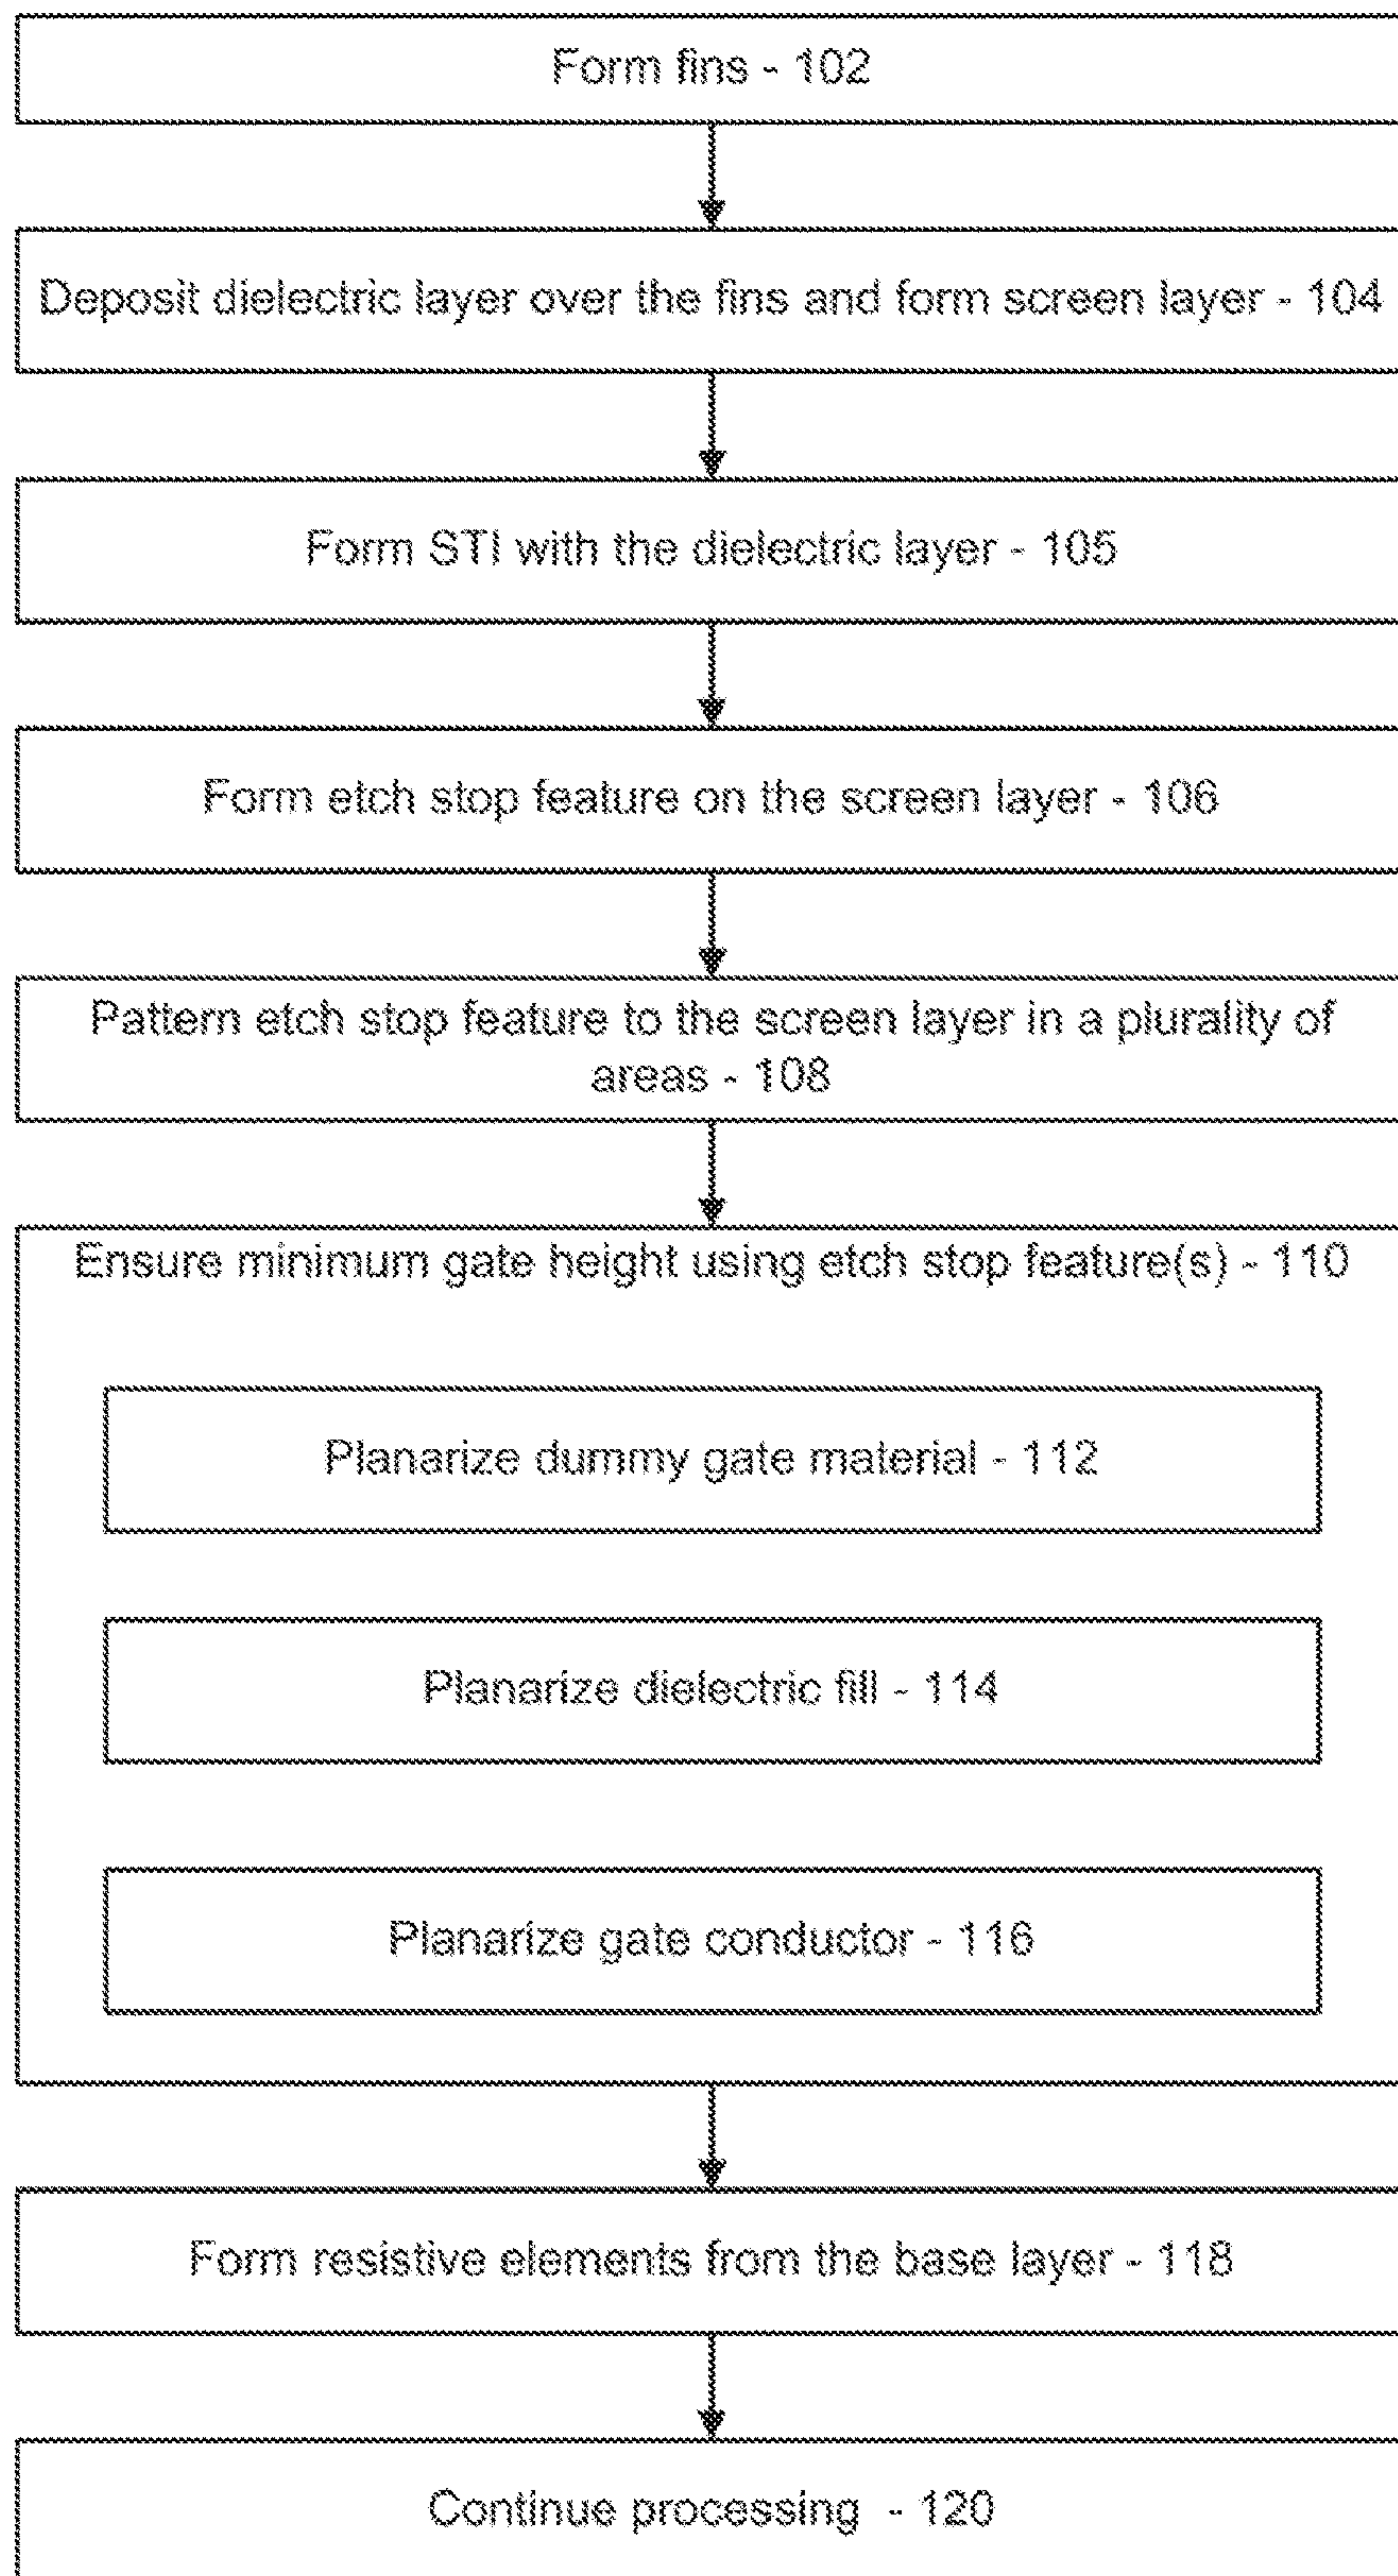 Form fins - 102
Deposit dielectric layer over the fins and form screen layer - 104
Form STI with the dielectric layer - 105
Form etch stop feature on the screen layer - 106
Pattern etch stop feature to the screen layer in a plurality of
areas - 108
Ensure minimum gate height using etch stop feature(s) - 110
Planarize dummy gate material - 112
Planarize dielectric fill - 114
Planarize gate conductor - 116
Form resistive elements from the base layer - 118
Continue processing - 120